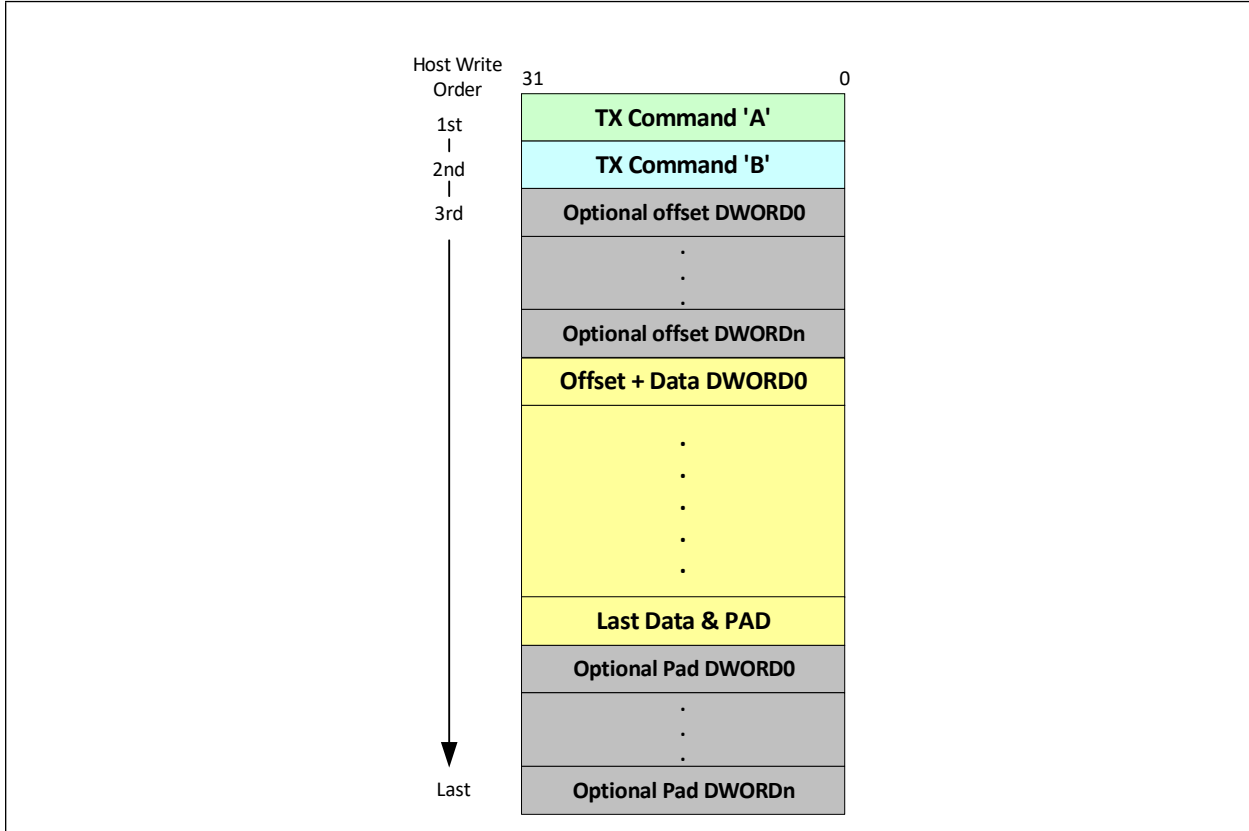 Host Write
Order
31
0
1st
TX Command 'A'
2nd
TX Command 'B'
3rd
Optional offset DWORD0
.
.
.
Optional offset DWORDn
Offset + Data DWORD0
.
.
.
.
.
Last Data & PAD
Optional Pad DWORD0
.
.
.
Last
Optional Pad DWORDn